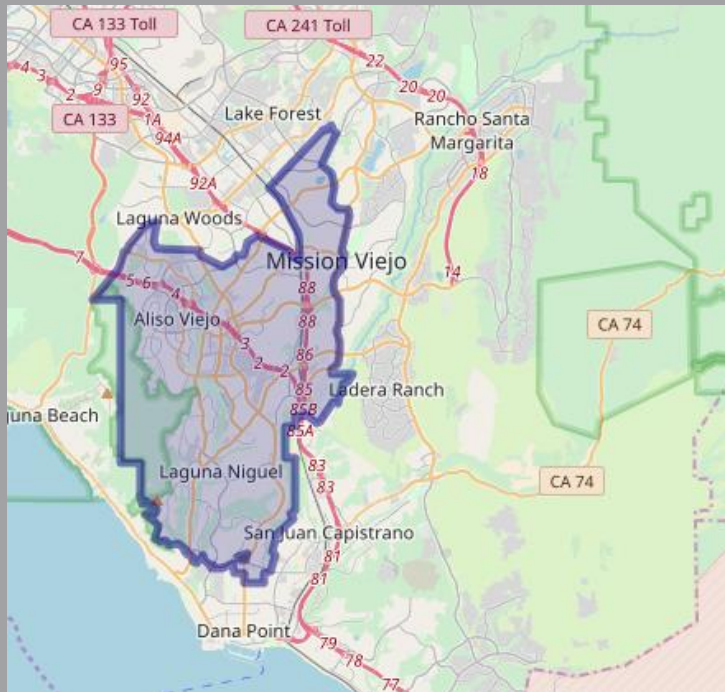 CA 133 Toll
CA 241 Toll
4
3
95
22
2
9
92
20
20
CA 133
1A
Lake Forest
Rancho Santa
Margarita
94A
18
92A
Laguna Woods
7
Mission Viejo
14
5
6
4
88
Aliso Viejo
88
CA 74
3
2
2
86
85
Ladera Ranch
85B
guna Beach
85A
83
Laguna Niguel
83
CA 74
San Juan Capistrano
81
81
Dana Point
79
78
77